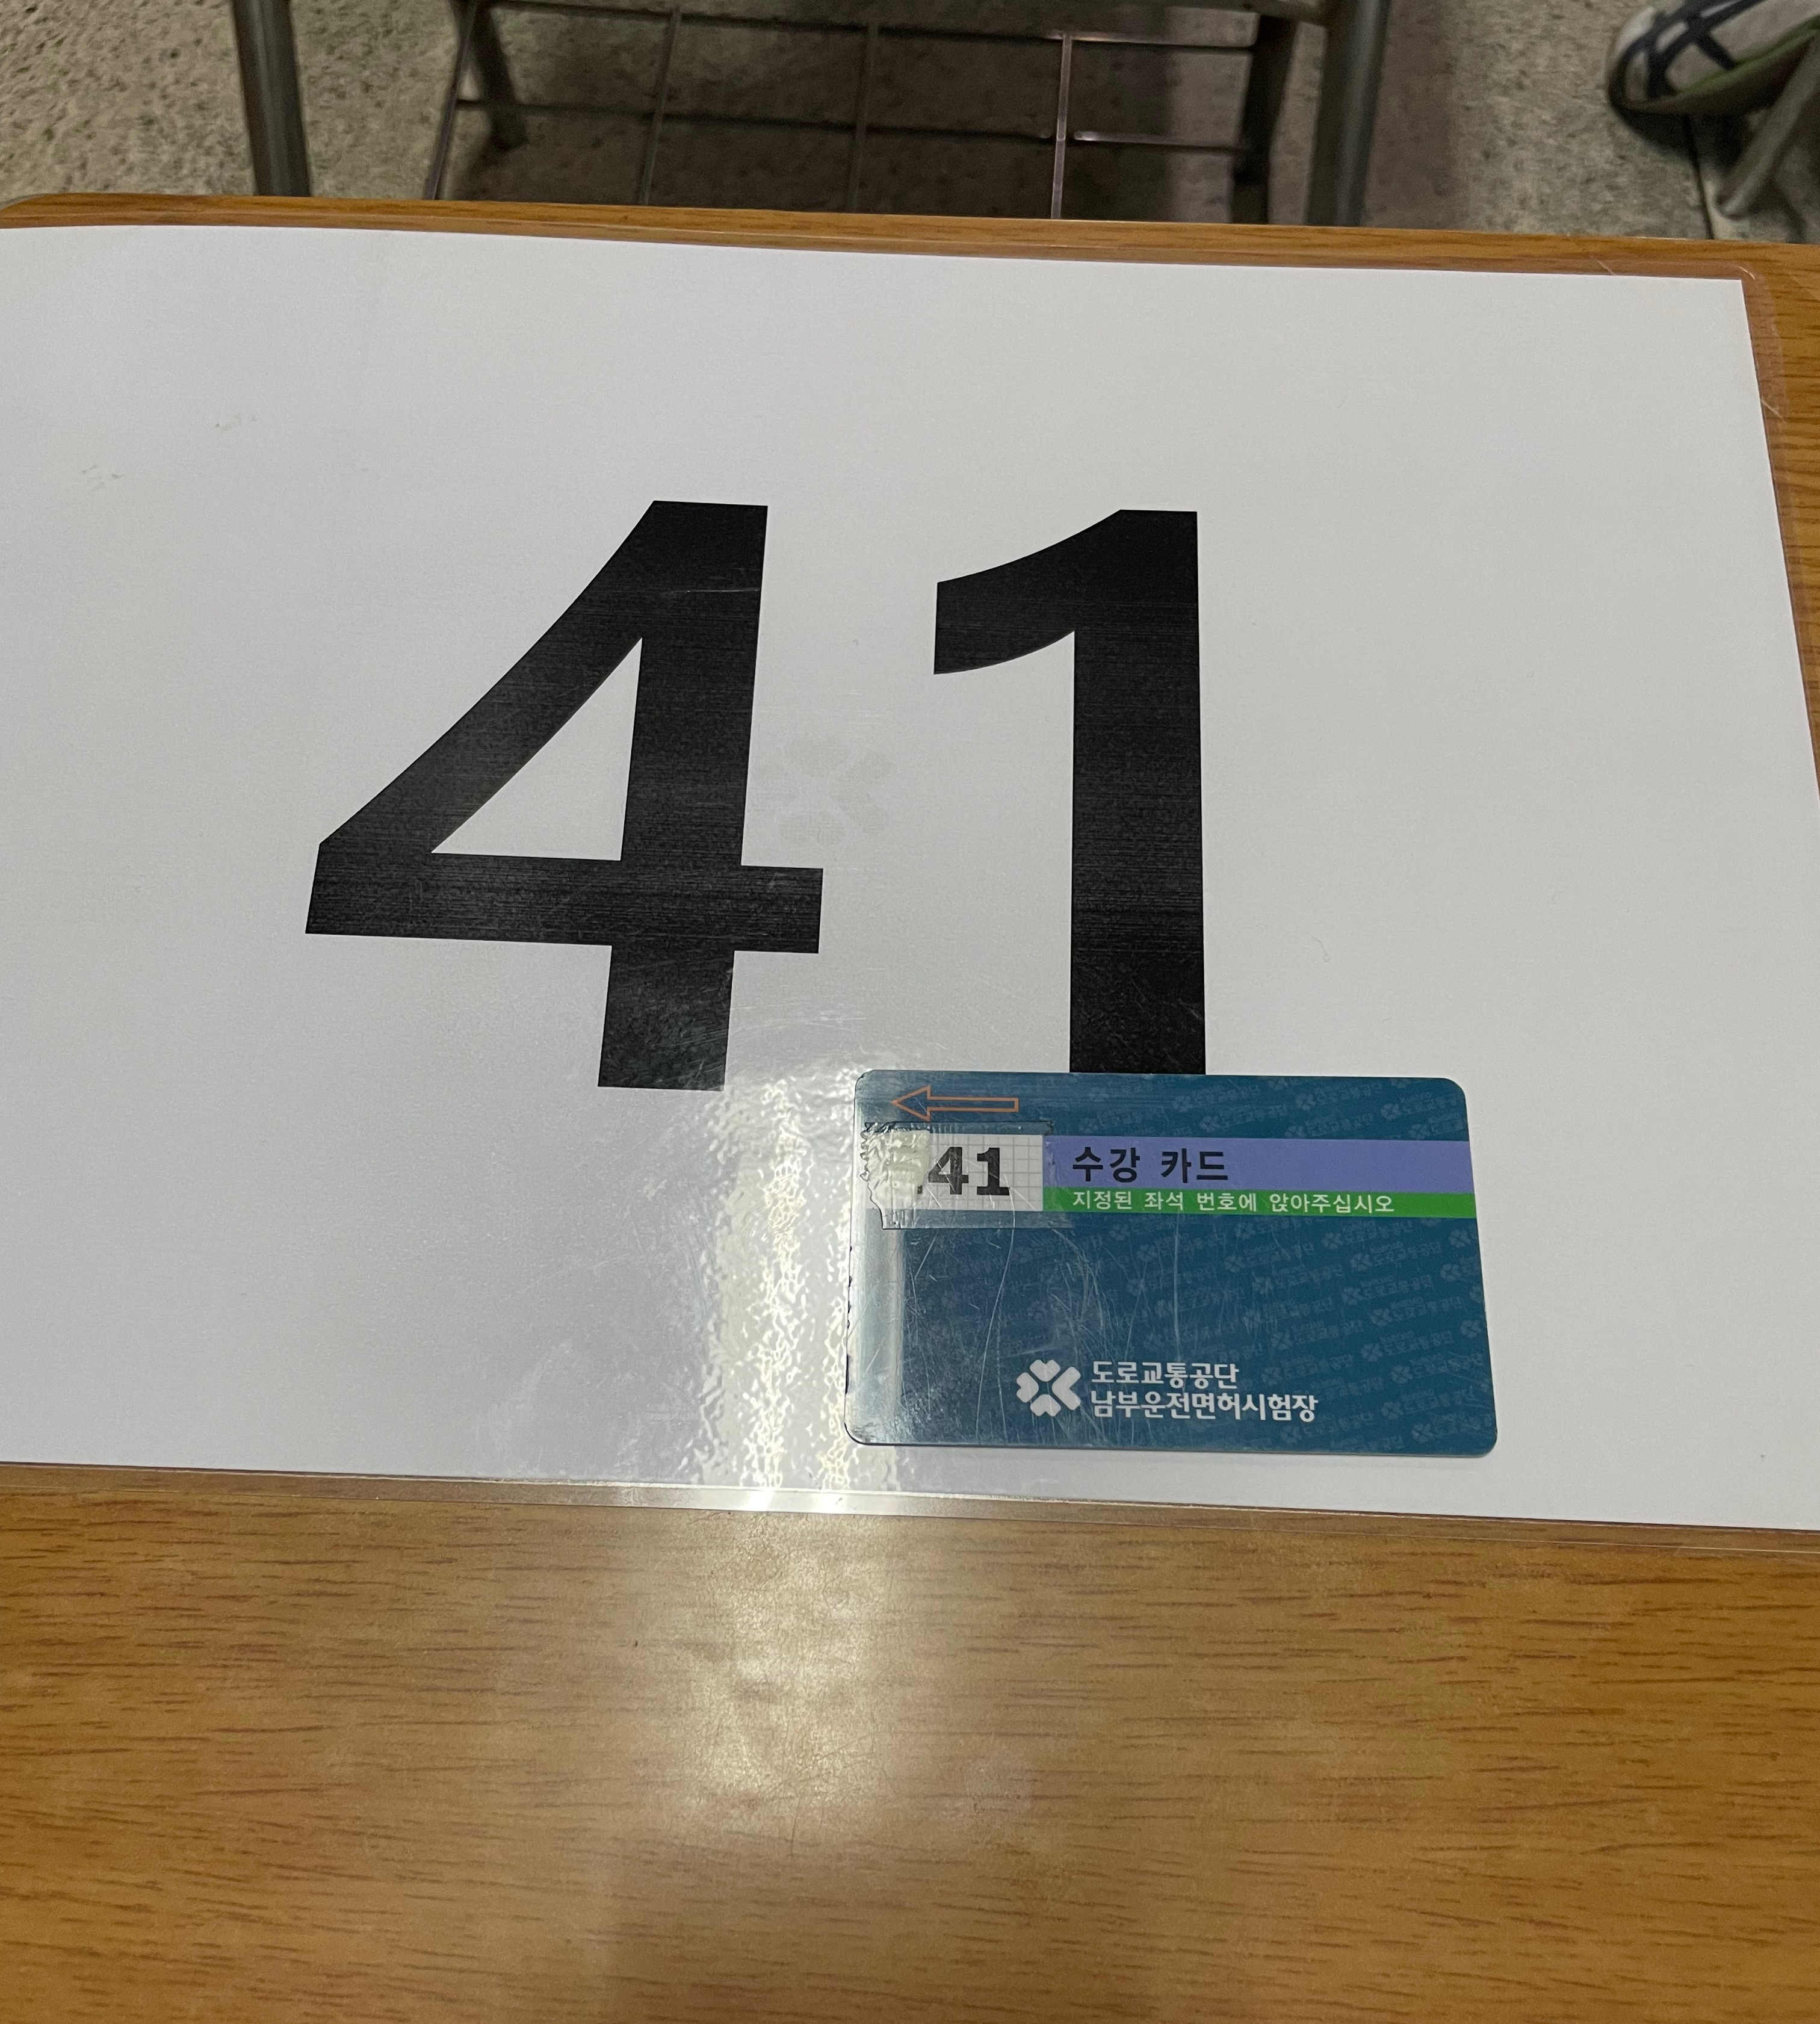 41
41
수강 카드
지정된 좌석 번호에 앉아주십시오
도로교통공단
남부운전면허시험장